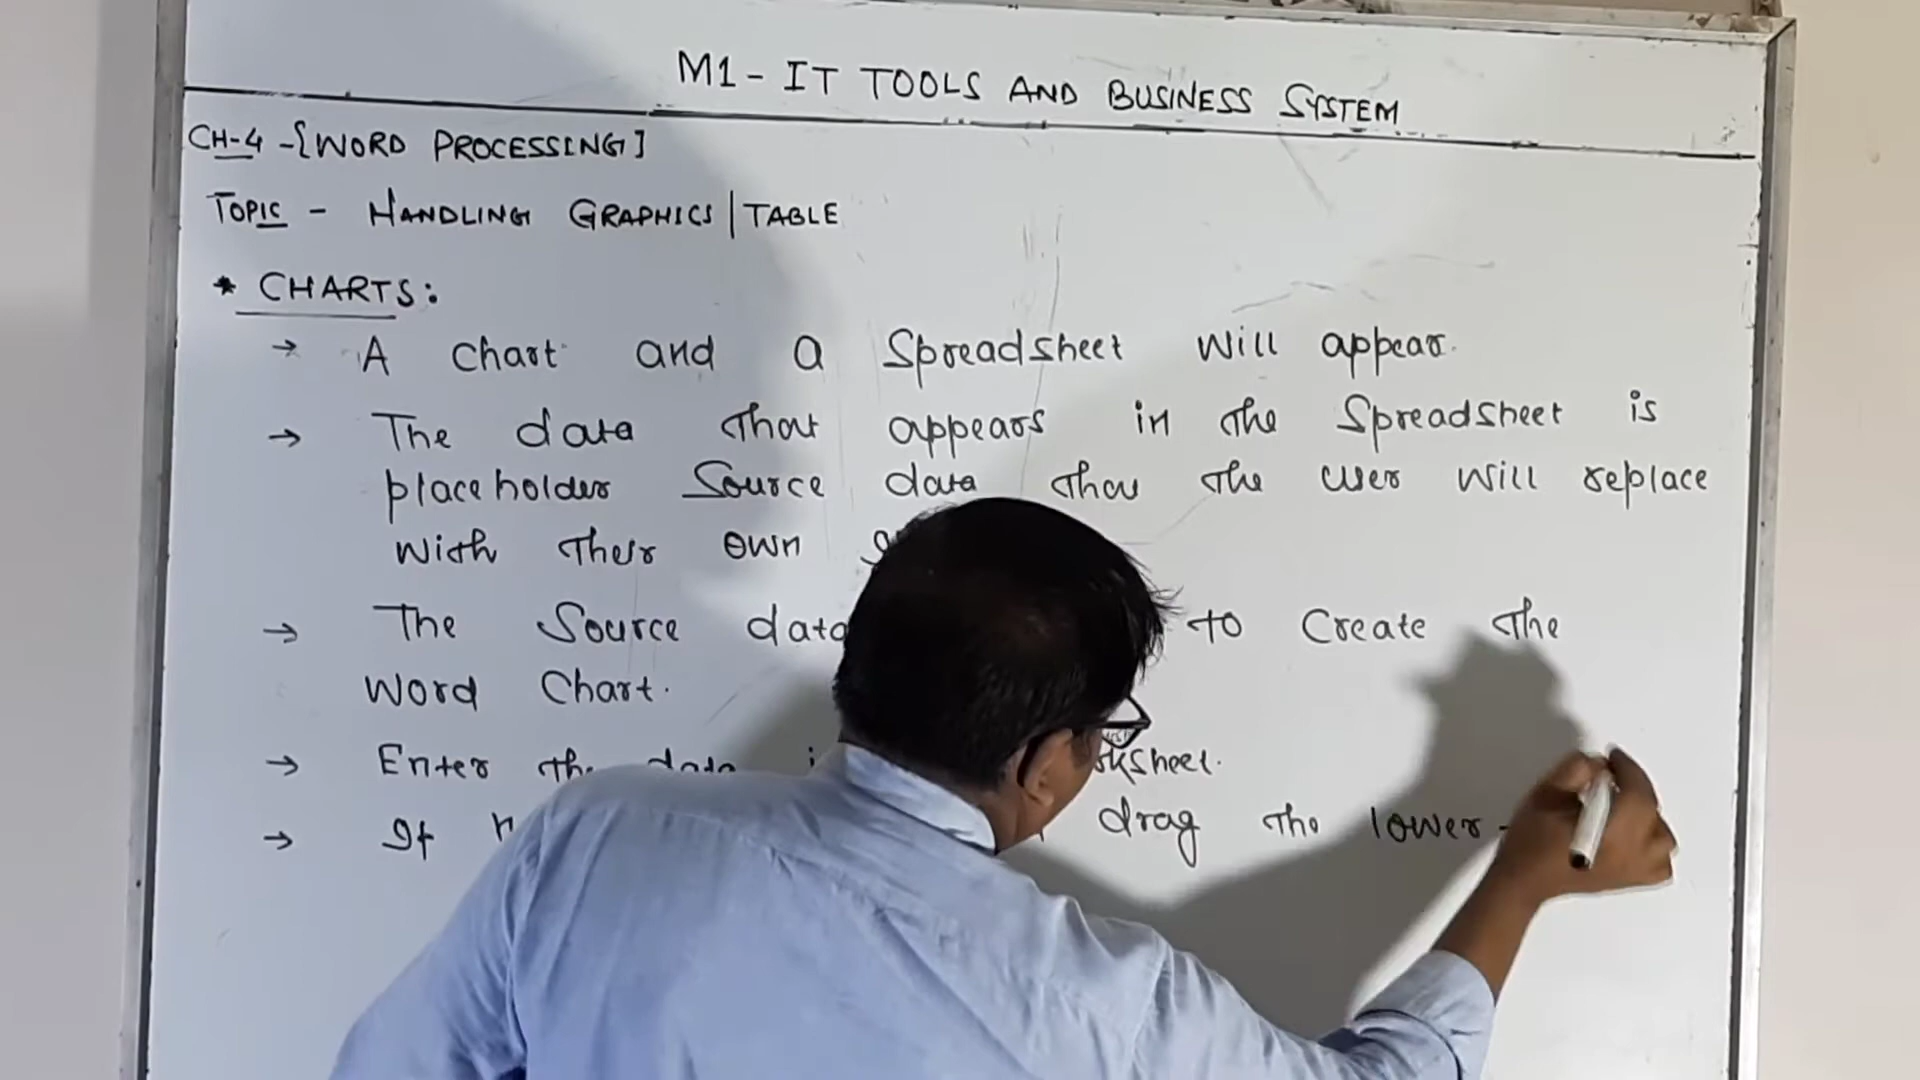 M1 - IT TOOLS AND BUSINESS SYSTEM
CH-4 - [WORD PROCESSING]
TOPIC - HANDLING GRAPHICS | TABLE
* CHARTS:
→ A Chart and a Spreadsheet Will appear.
→ The data that appears in the Spreadsheet is
placeholder Source data that the user will replace
With their own
→ The Source data to Create the
Word Chart.
→ Enter the data
→ If drag the lower-